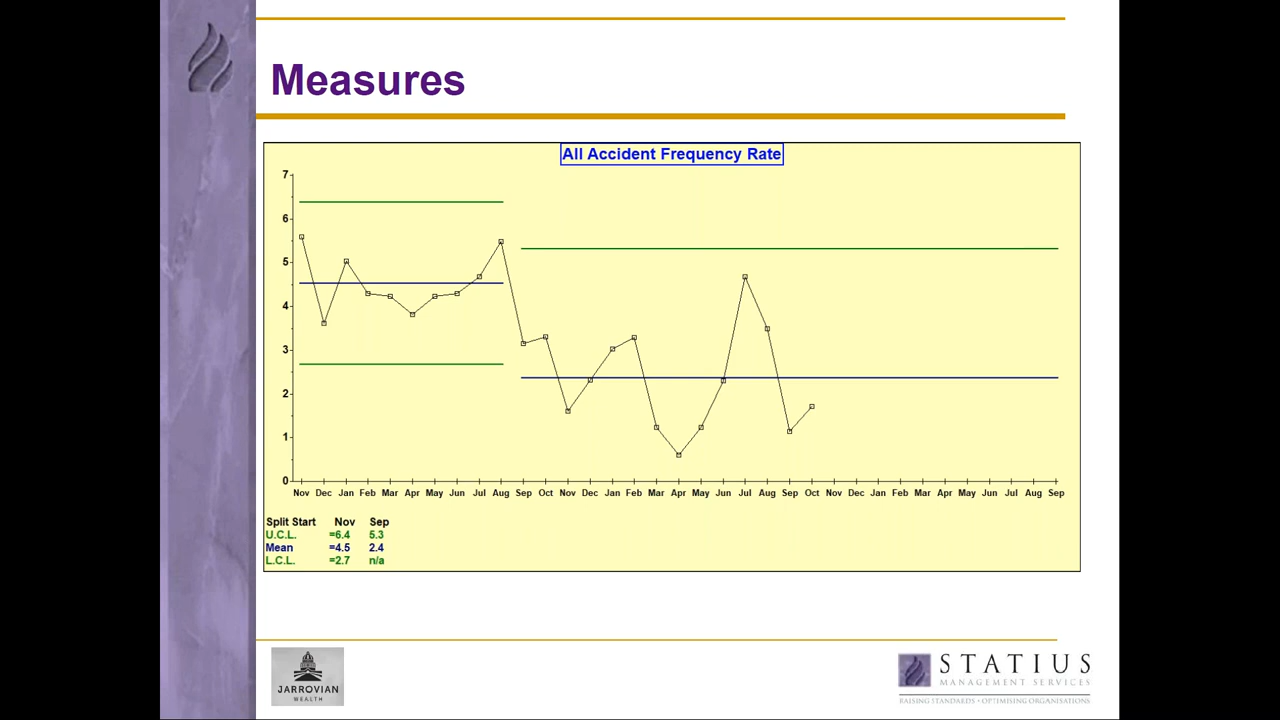 Measures
All Accident Frequency Rate
7
6
5
4
3
2
1
0
Nov Dec Jan Feb Mar Apr May Jun Jul Aug Sep Oct Nov Dec Jan Feb Mar Apr May Jun Jul Aug Sep Oct Nov Dec Jan Feb Mar Apr May Jun Jul Aug Sep
Split Start Nov Sep
U.C.L. =6.4 5.3
Mean =4.5 2.4
L.C.L. =2.7 n/a
JARROVIAN
WEALTH
STATIUS
MANAGEMENT SERVICES
RAISING STANDARDS • OPTIMISING ORGANISATIONS